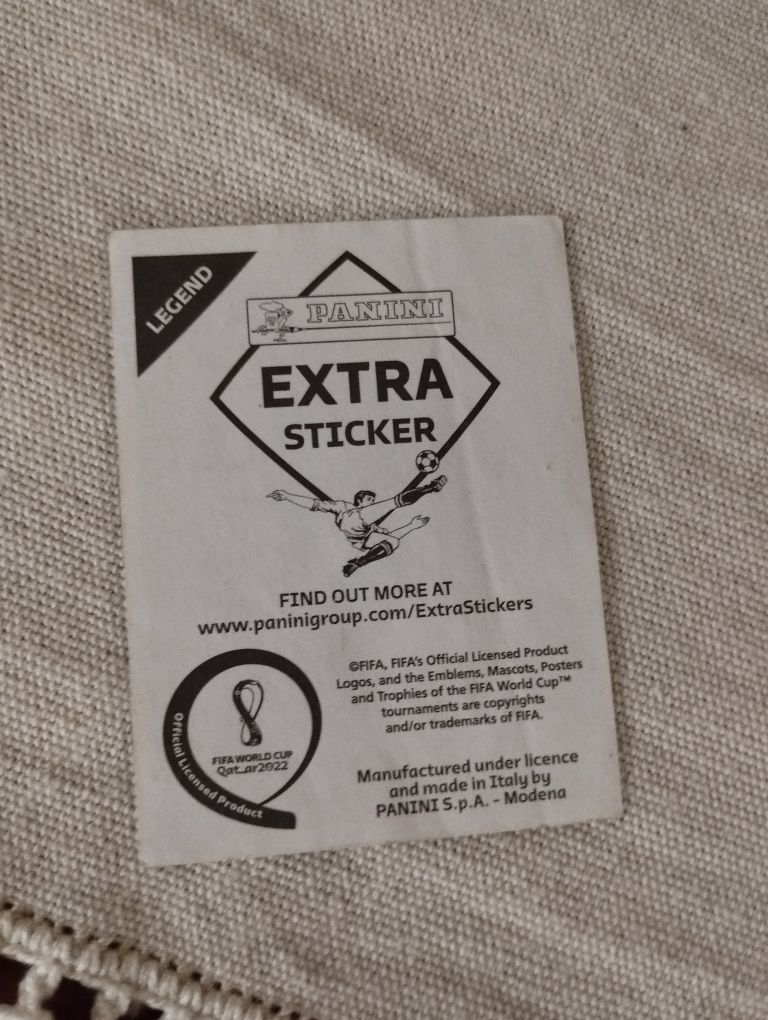 LEGEND
PANINI
EXTRA
STICKER
FIND OUT MORE AT
www.paninigroup.com/ExtraStickers
©FIFA, FIFA's Official Licensed Product
Logos, and the Emblems, Mascots, Posters
and Trophies of the FIFA World Cup™
tournaments are copyrights
and/or trademarks of FIFA.
FIFA WORLD CUP
Qatar2022
Official Licensed Product
Manufactured under licence
and made in Italy by
PANINI S.p.A. - Modena